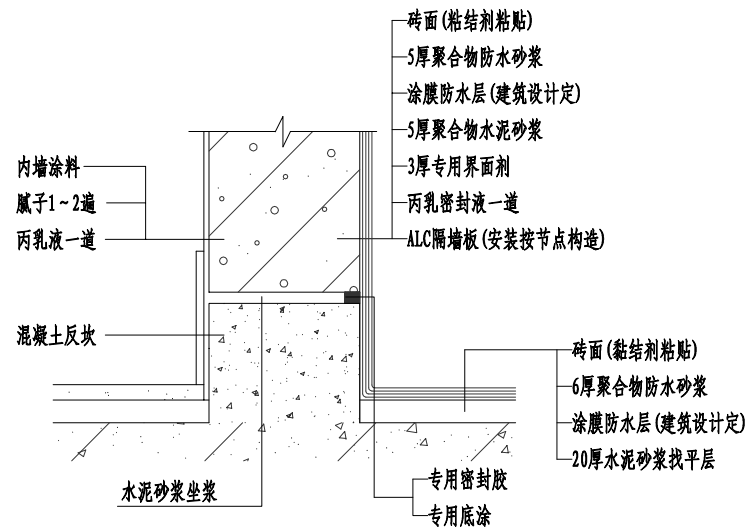 砖面(粘结剂粘贴)
5厚聚合物防水砂浆
涂膜防水层(建筑设计定)
5厚聚合物水泥砂浆
3厚专用界面剂
丙乳密封液一道
ALC隔墙板(安装按节点构造)
内墙涂料
腻子1~2遍
丙乳液一道
混凝土反坎
砖面(黏结剂粘贴)
6厚聚合物防水砂浆
涂膜防水层(建筑设计定)
20厚水泥砂浆找平层
水泥砂浆坐浆
专用密封胶
专用底涂